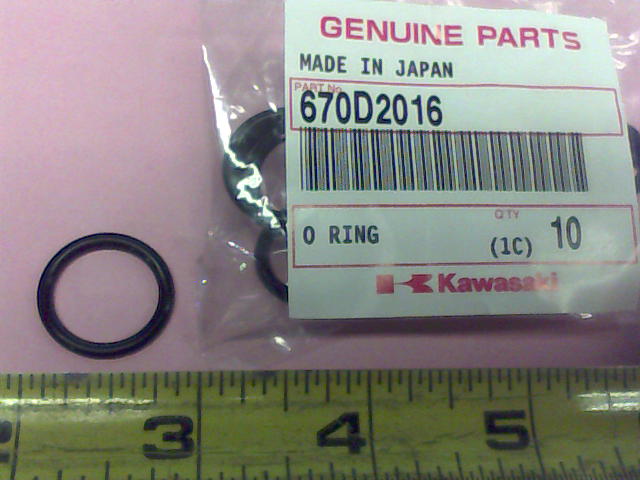 GENUINE PARTS
MADE IN JAPAN
PART No.
670D2016
QTY
O RING (1C) 10
Kawasaki
2 3 4 5